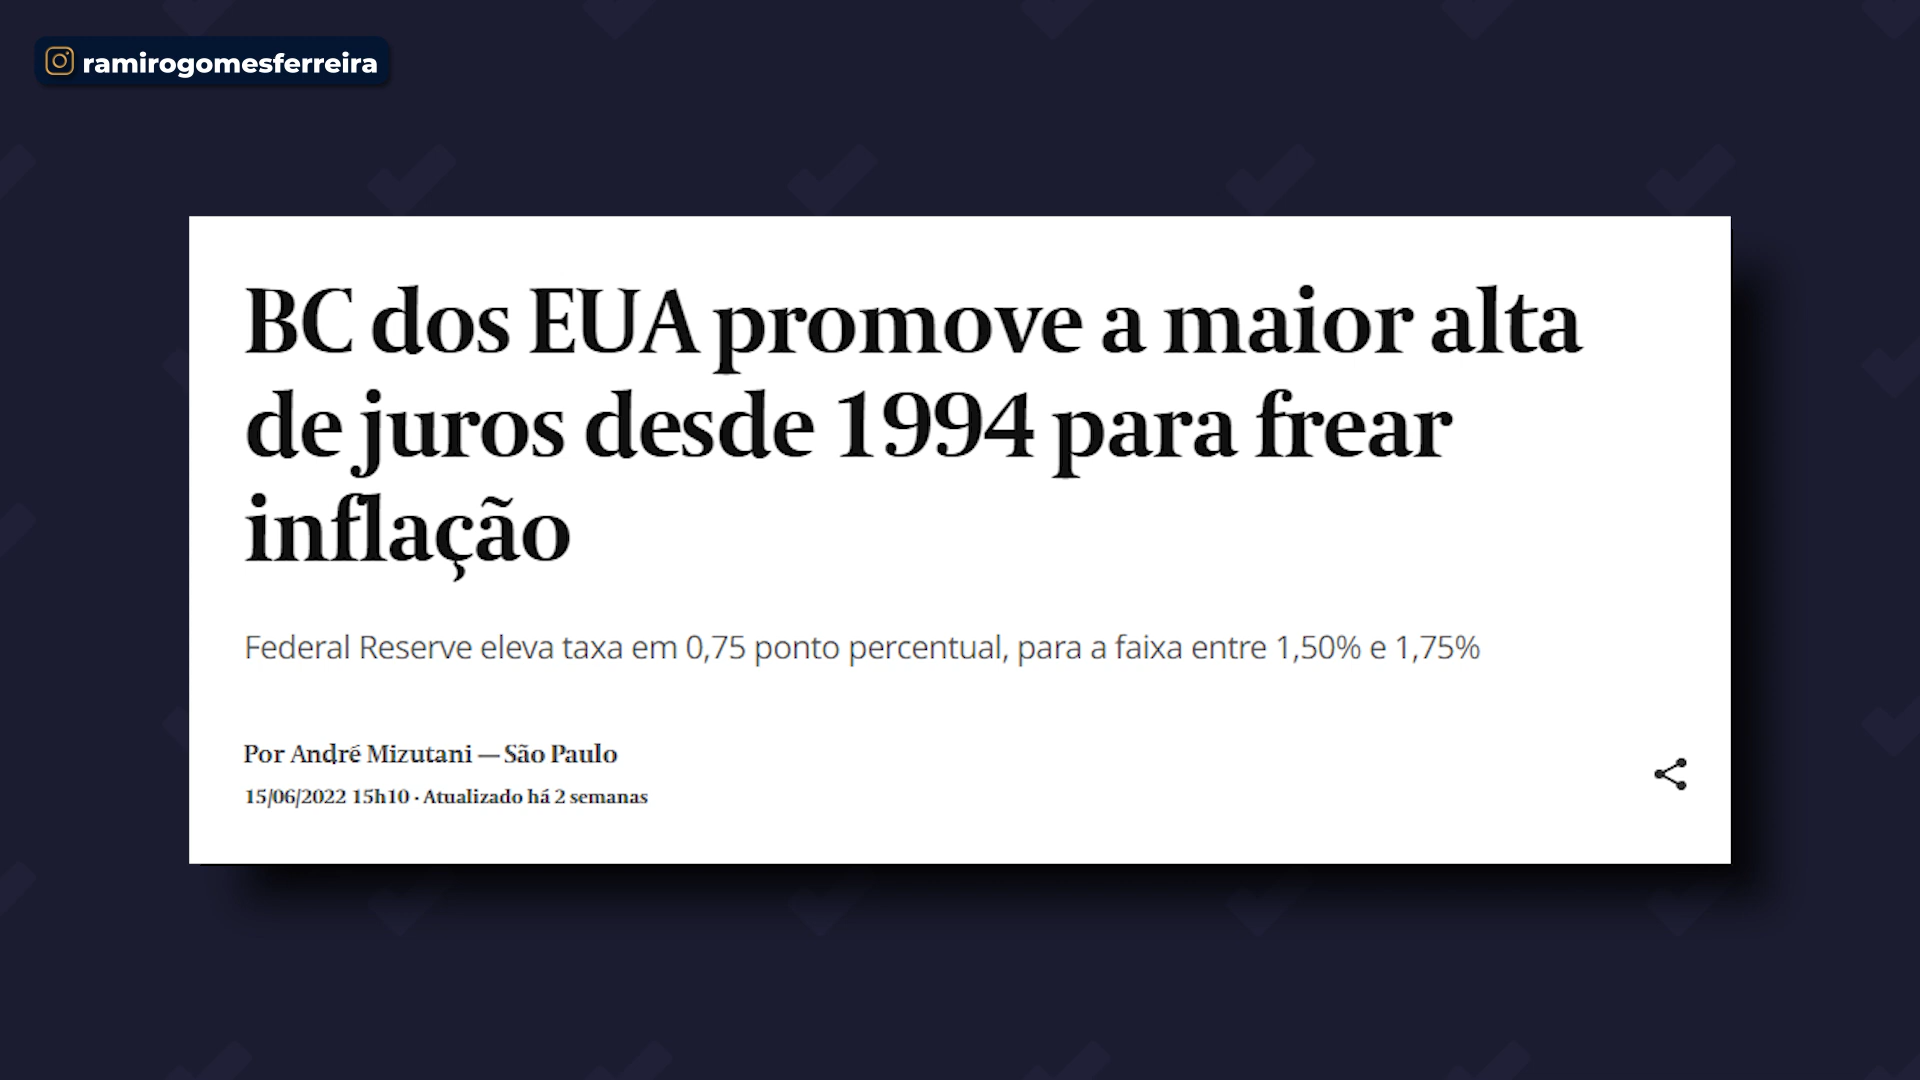 ramirogomesferreira
BC dos EUA promove a maior alta
de juros desde 1994 para frear
inflação
Federal Reserve eleva taxa em 0,75 ponto percentual, para a faixa entre 1,50% e 1,75%
Por André Mizutani — São Paulo
15/06/2022 15h10 · Atualizado há 2 semanas